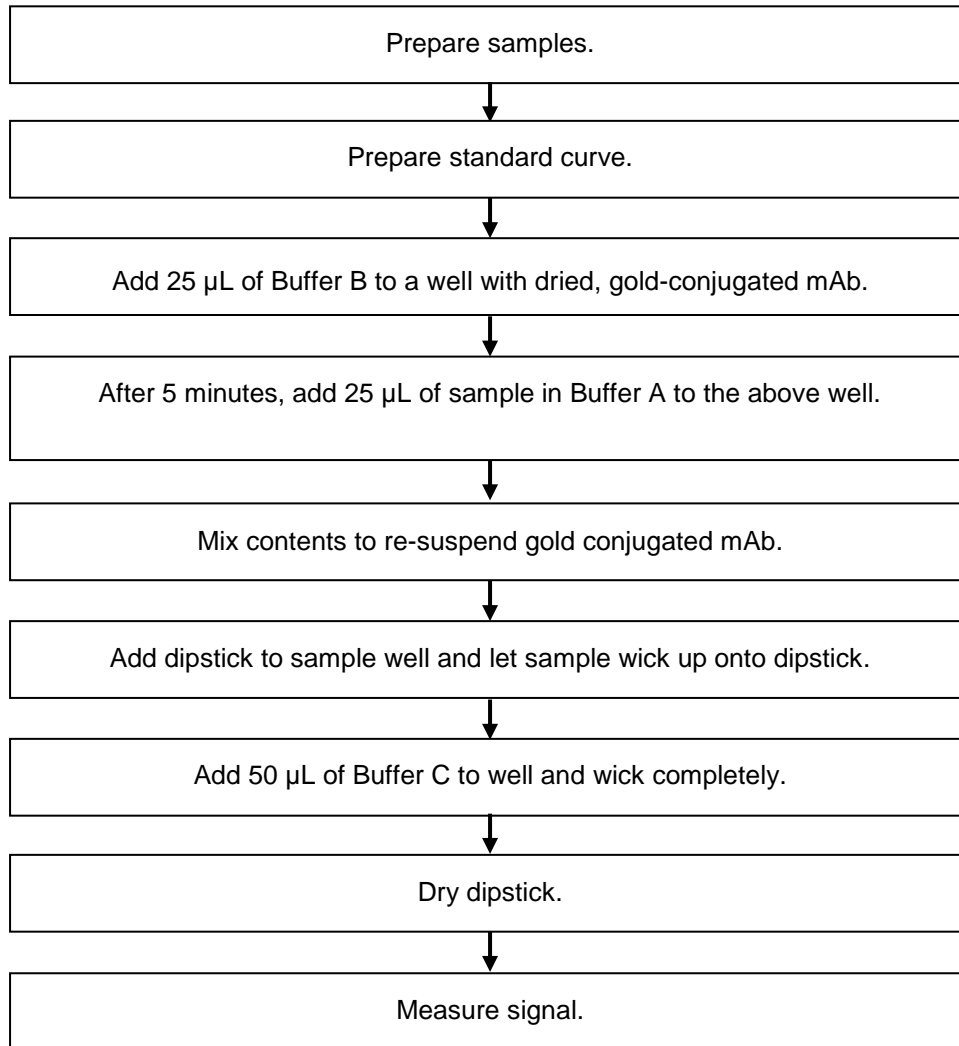 Prepare samples.
Prepare standard curve.
Add 25 µL of Buffer B to a well with dried, gold-conjugated mAb.
After 5 minutes, add 25 µL of sample in Buffer A to the above well.
Mix contents to re-suspend gold conjugated mAb.
Add dipstick to sample well and let sample wick up onto dipstick.
Add 50 µL of Buffer C to well and wick completely.
Dry dipstick.
Measure signal.